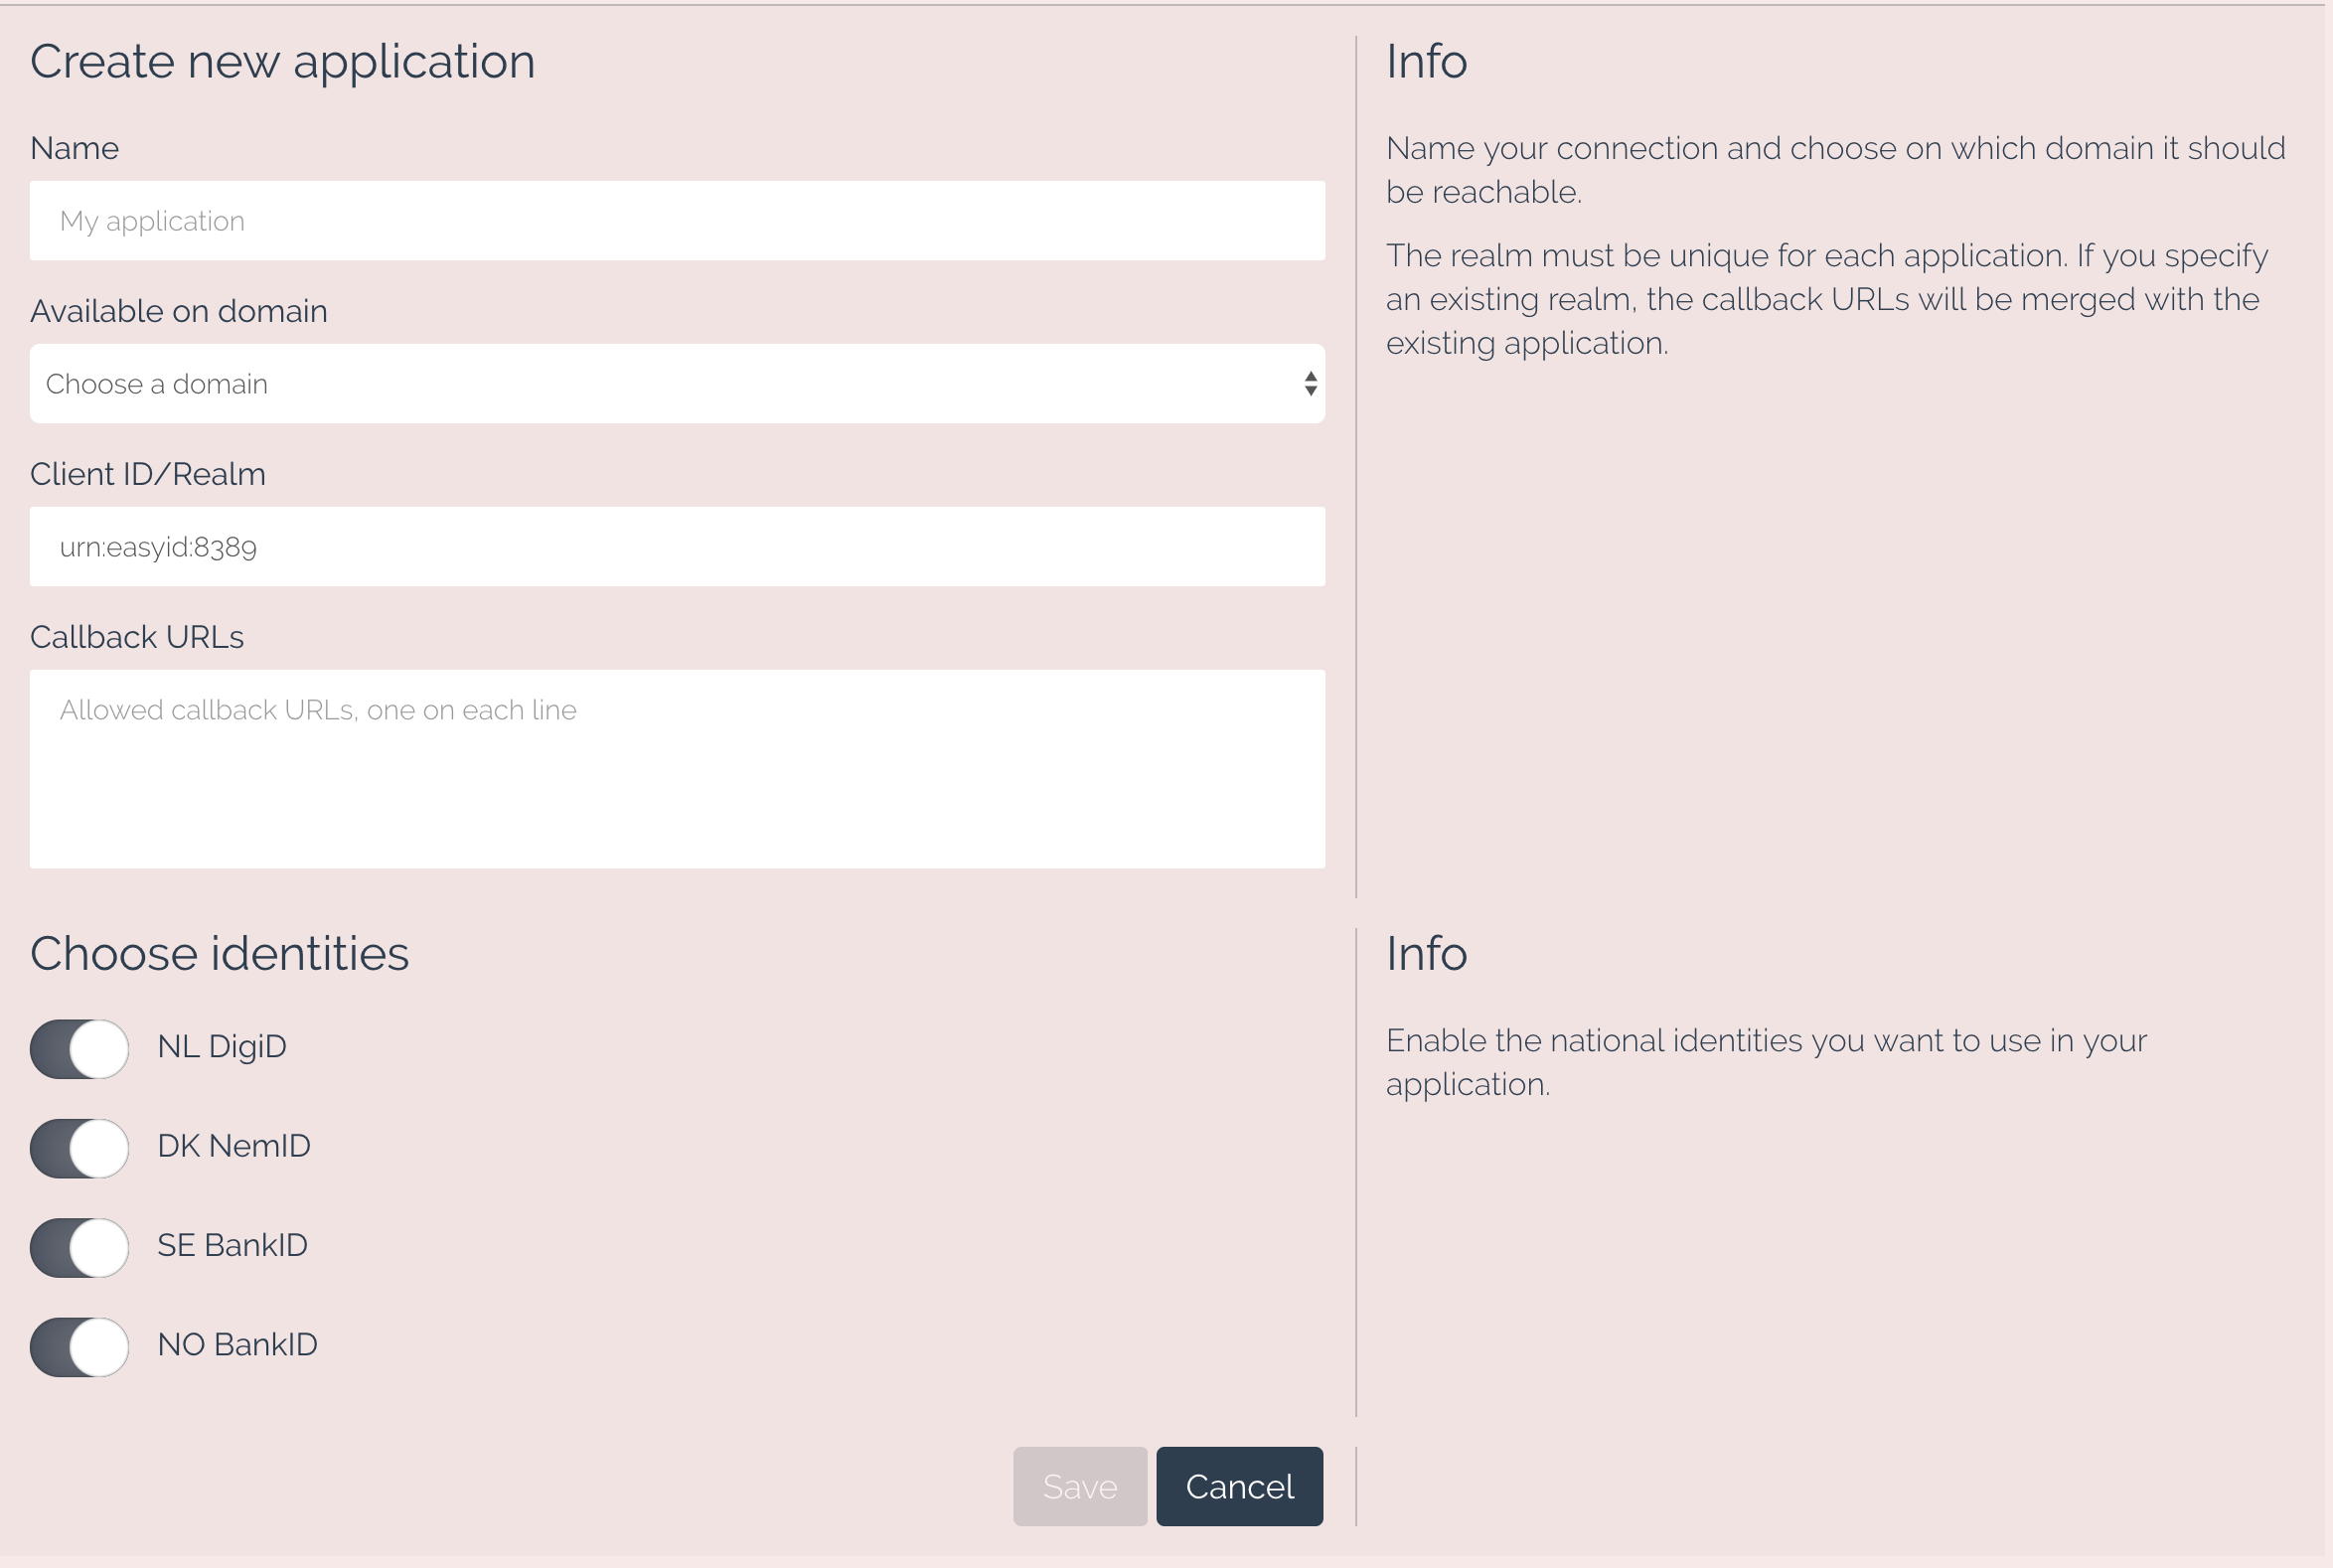 Create new application
Name
My application
Available on domain
Choose a domain
Client ID/Realm
urn:easyid:8389
Callback URLs
Allowed callback URLs, one on each line
Info
Name your connection and choose on which domain it should
be reachable.
The realm must be unique for each application. If you specify
an existing realm, the callback URLs will be merged with the
existing application.
Choose identities
NL DigiD
DK NemID
SE BankID
NO BankID
Info
Enable the national identities you want to use in your
application.
Save
Cancel